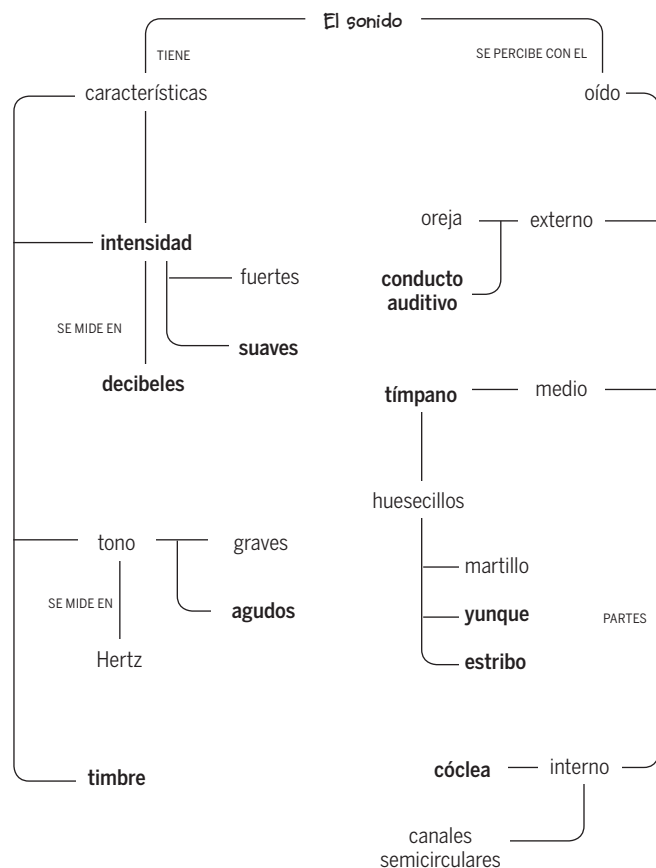 El sonido
TIENE
SE PERCIBE CON EL
características
oído
oreja
externo
intensidad
fuertes
conducto
auditivo
SE MIDE EN
suaves
decibeles
tímpano
medio
huesecillos
tono
graves
martillo
SE MIDE EN
agudos
yunque
PARTES
Hertz
estribo
timbre
cóclea
interno
canales
semicirculares